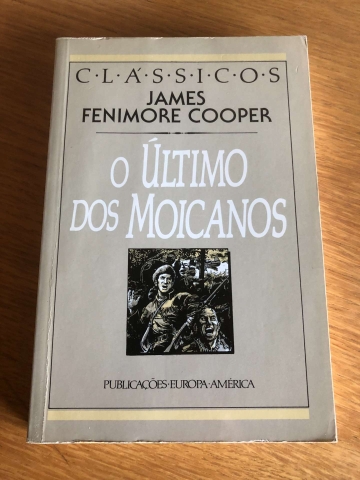 C·L·Á·S·S·I·C·O·S
JAMES
FENIMORE COOPER
O ÚLTIMO
DOS MOICANOS
PUBLICAÇÕES·EUROPA·AMÉRICA